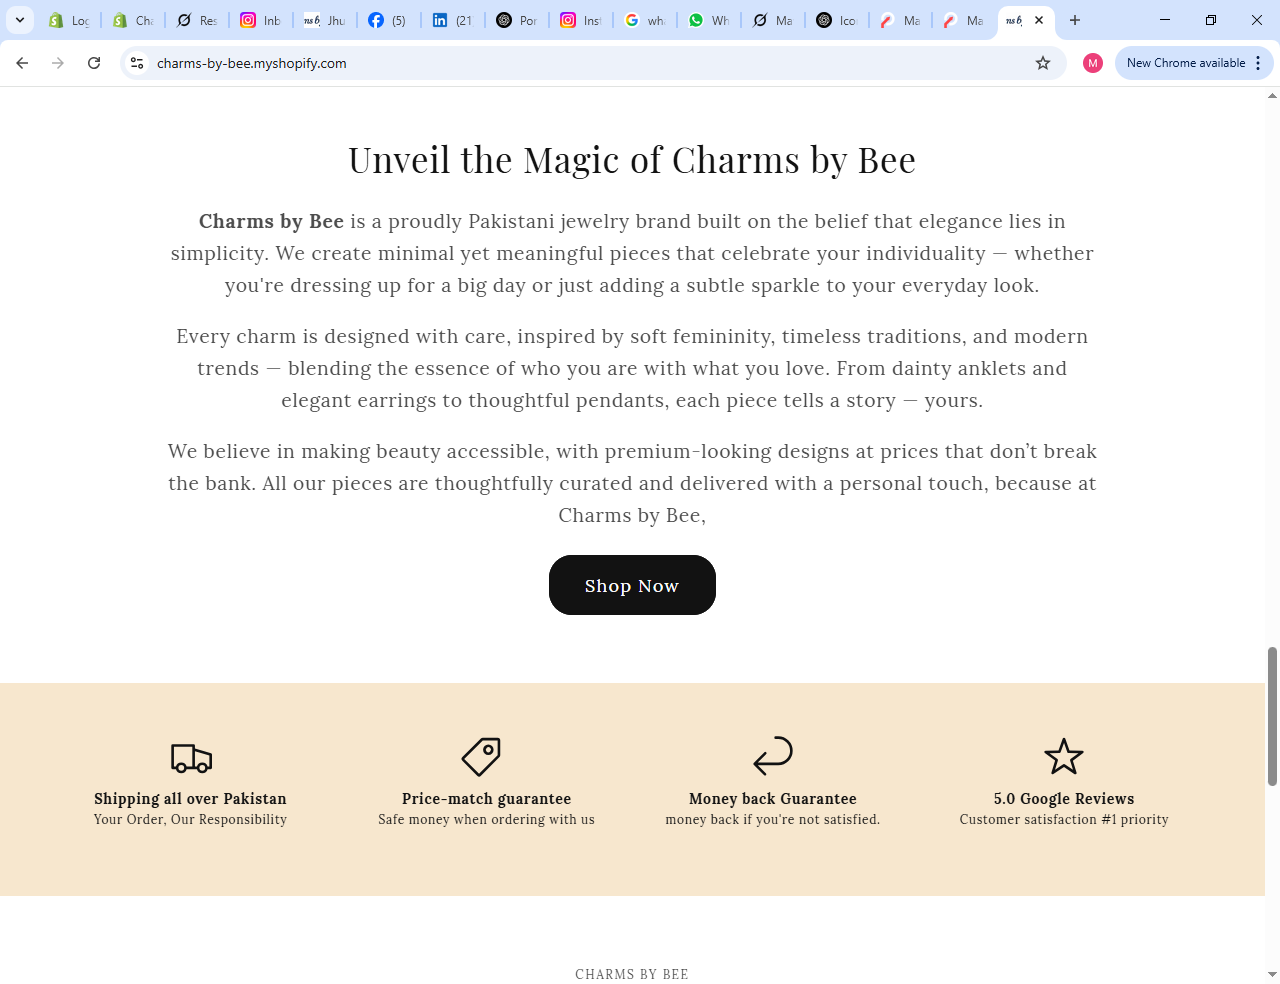 Log
Cha
Res
Inb
ns by
Jhu
(5)
(21
Por
Inst
wha
Wh
Ma
Ico
Ma
Ma
ns by
charms-by-bee.myshopify.com
M
New Chrome available
Unveil the Magic of Charms by Bee
Charms by Bee is a proudly Pakistani jewelry brand built on the belief that elegance lies in
simplicity. We create minimal yet meaningful pieces that celebrate your individuality — whether
you're dressing up for a big day or just adding a subtle sparkle to your everyday look.
Every charm is designed with care, inspired by soft femininity, timeless traditions, and modern
trends — blending the essence of who you are with what you love. From dainty anklets and
elegant earrings to thoughtful pendants, each piece tells a story — yours.
We believe in making beauty accessible, with premium-looking designs at prices that don’t break
the bank. All our pieces are thoughtfully curated and delivered with a personal touch, because at
Charms by Bee,
Shop Now
Shipping all over Pakistan
Your Order, Our Responsibility
Price-match guarantee
Safe money when ordering with us
Money back Guarantee
money back if you're not satisfied.
5.0 Google Reviews
Customer satisfaction #1 priority
CHARMS BY BEE